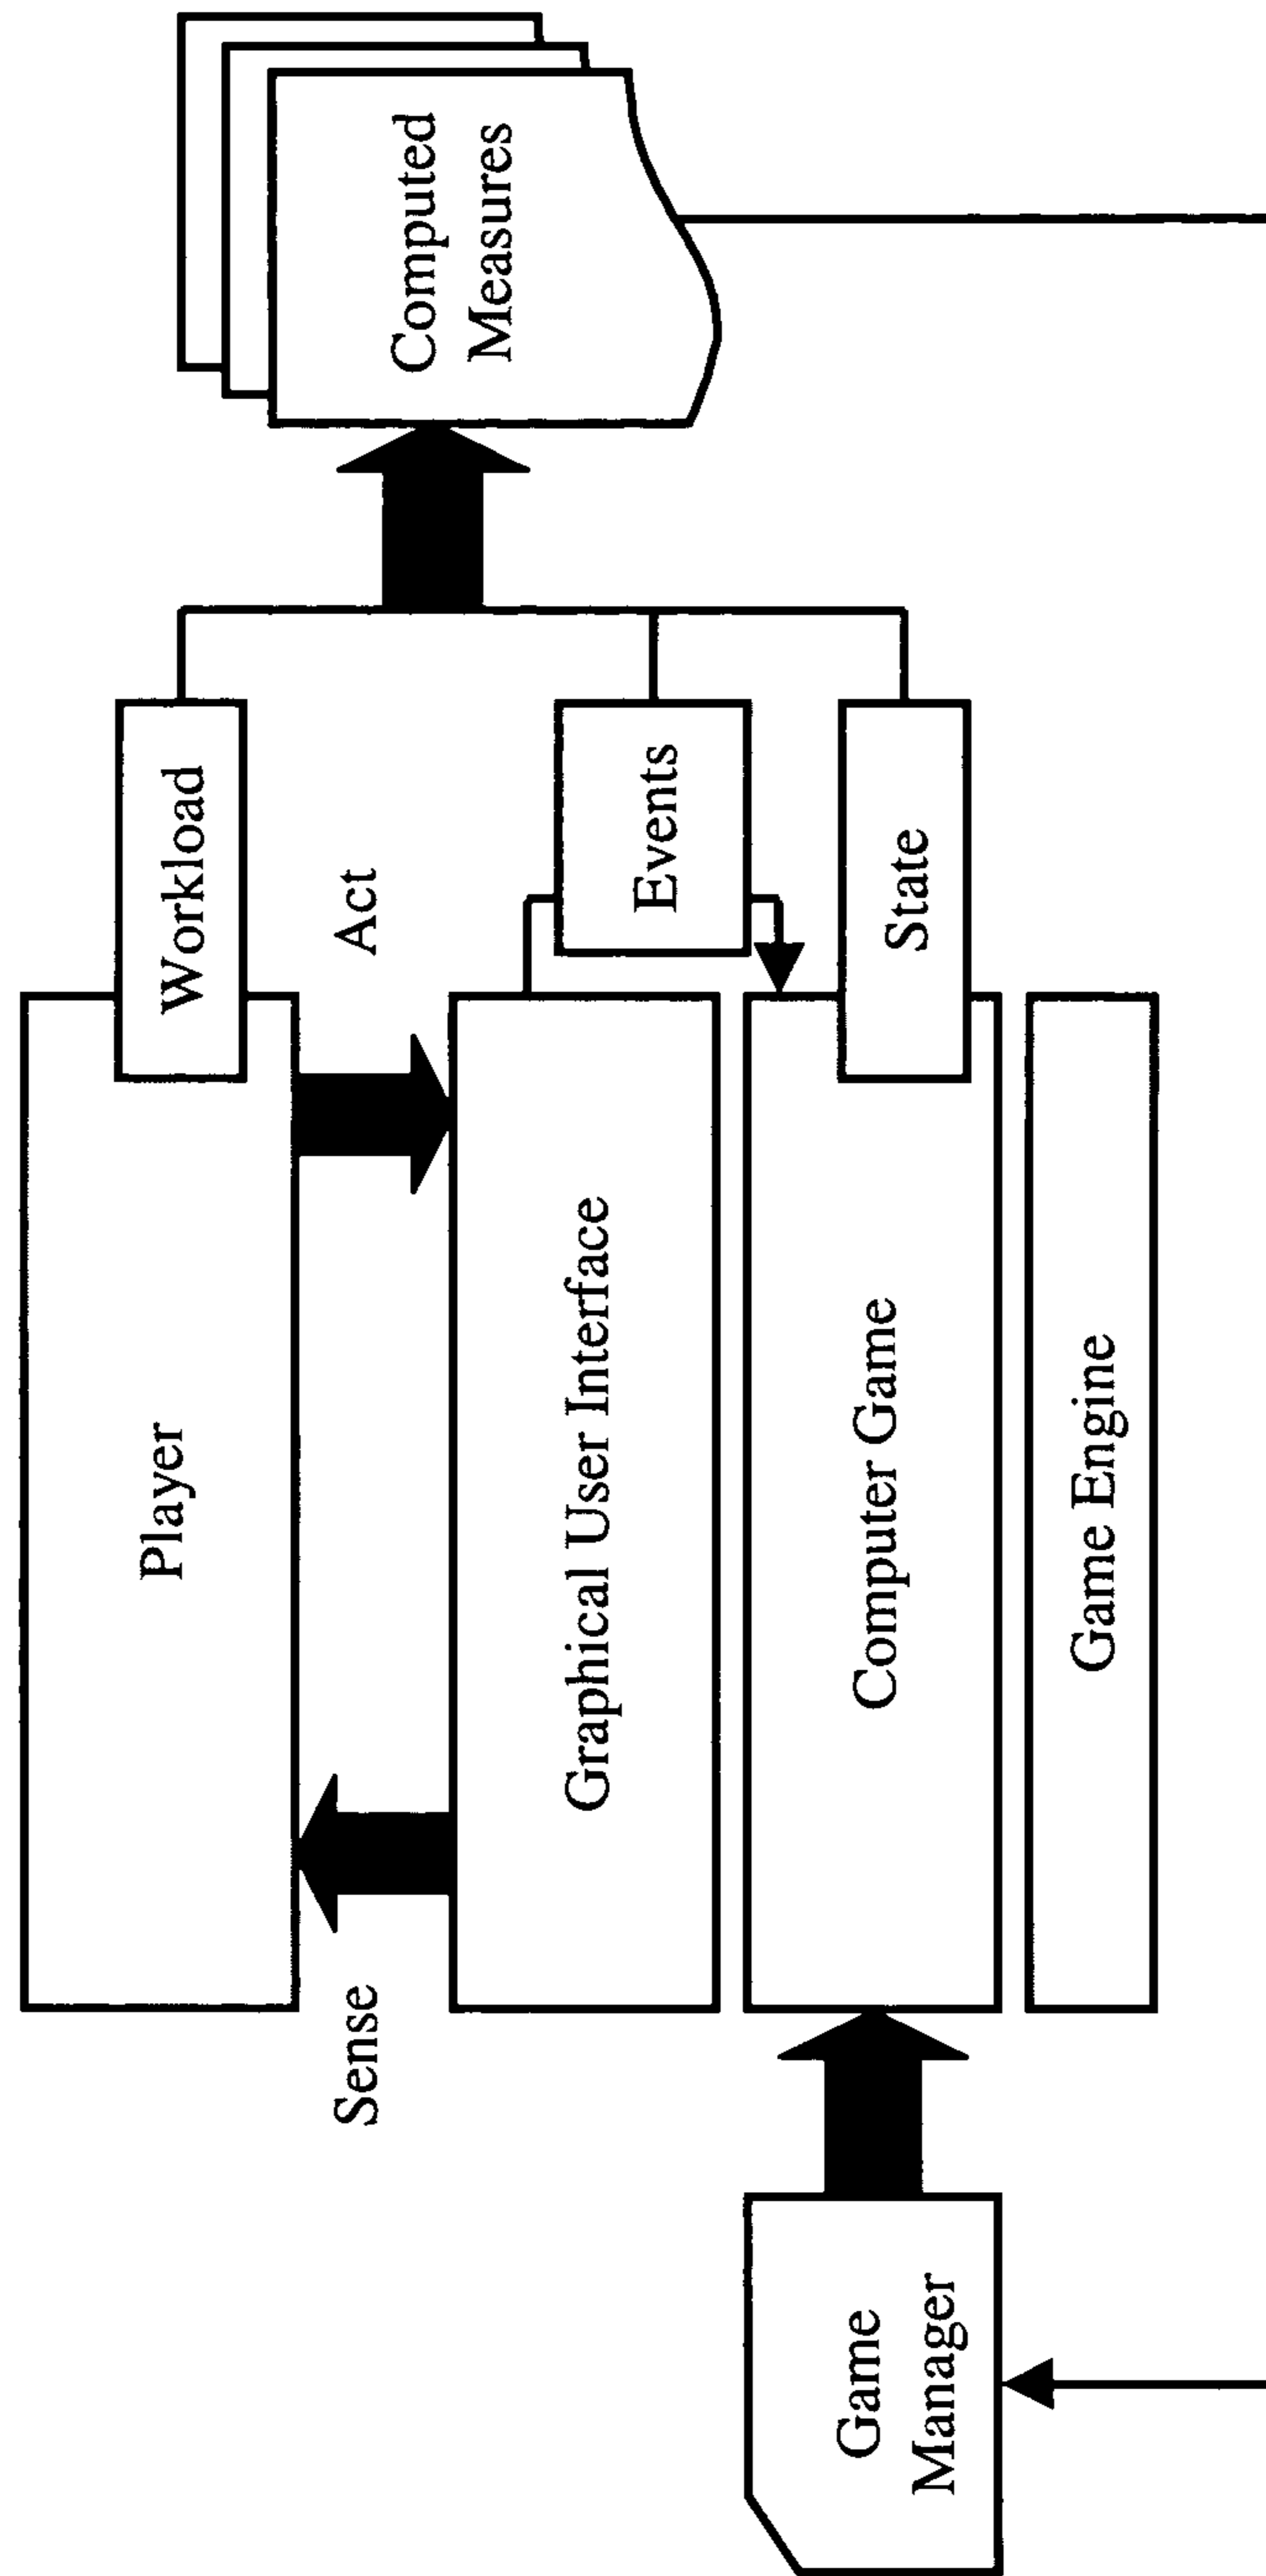 Player
Workload
Sense
Act
Computed
Measures
Graphical User Interface
Events
Game
Manager
Computer Game
State
Game Engine